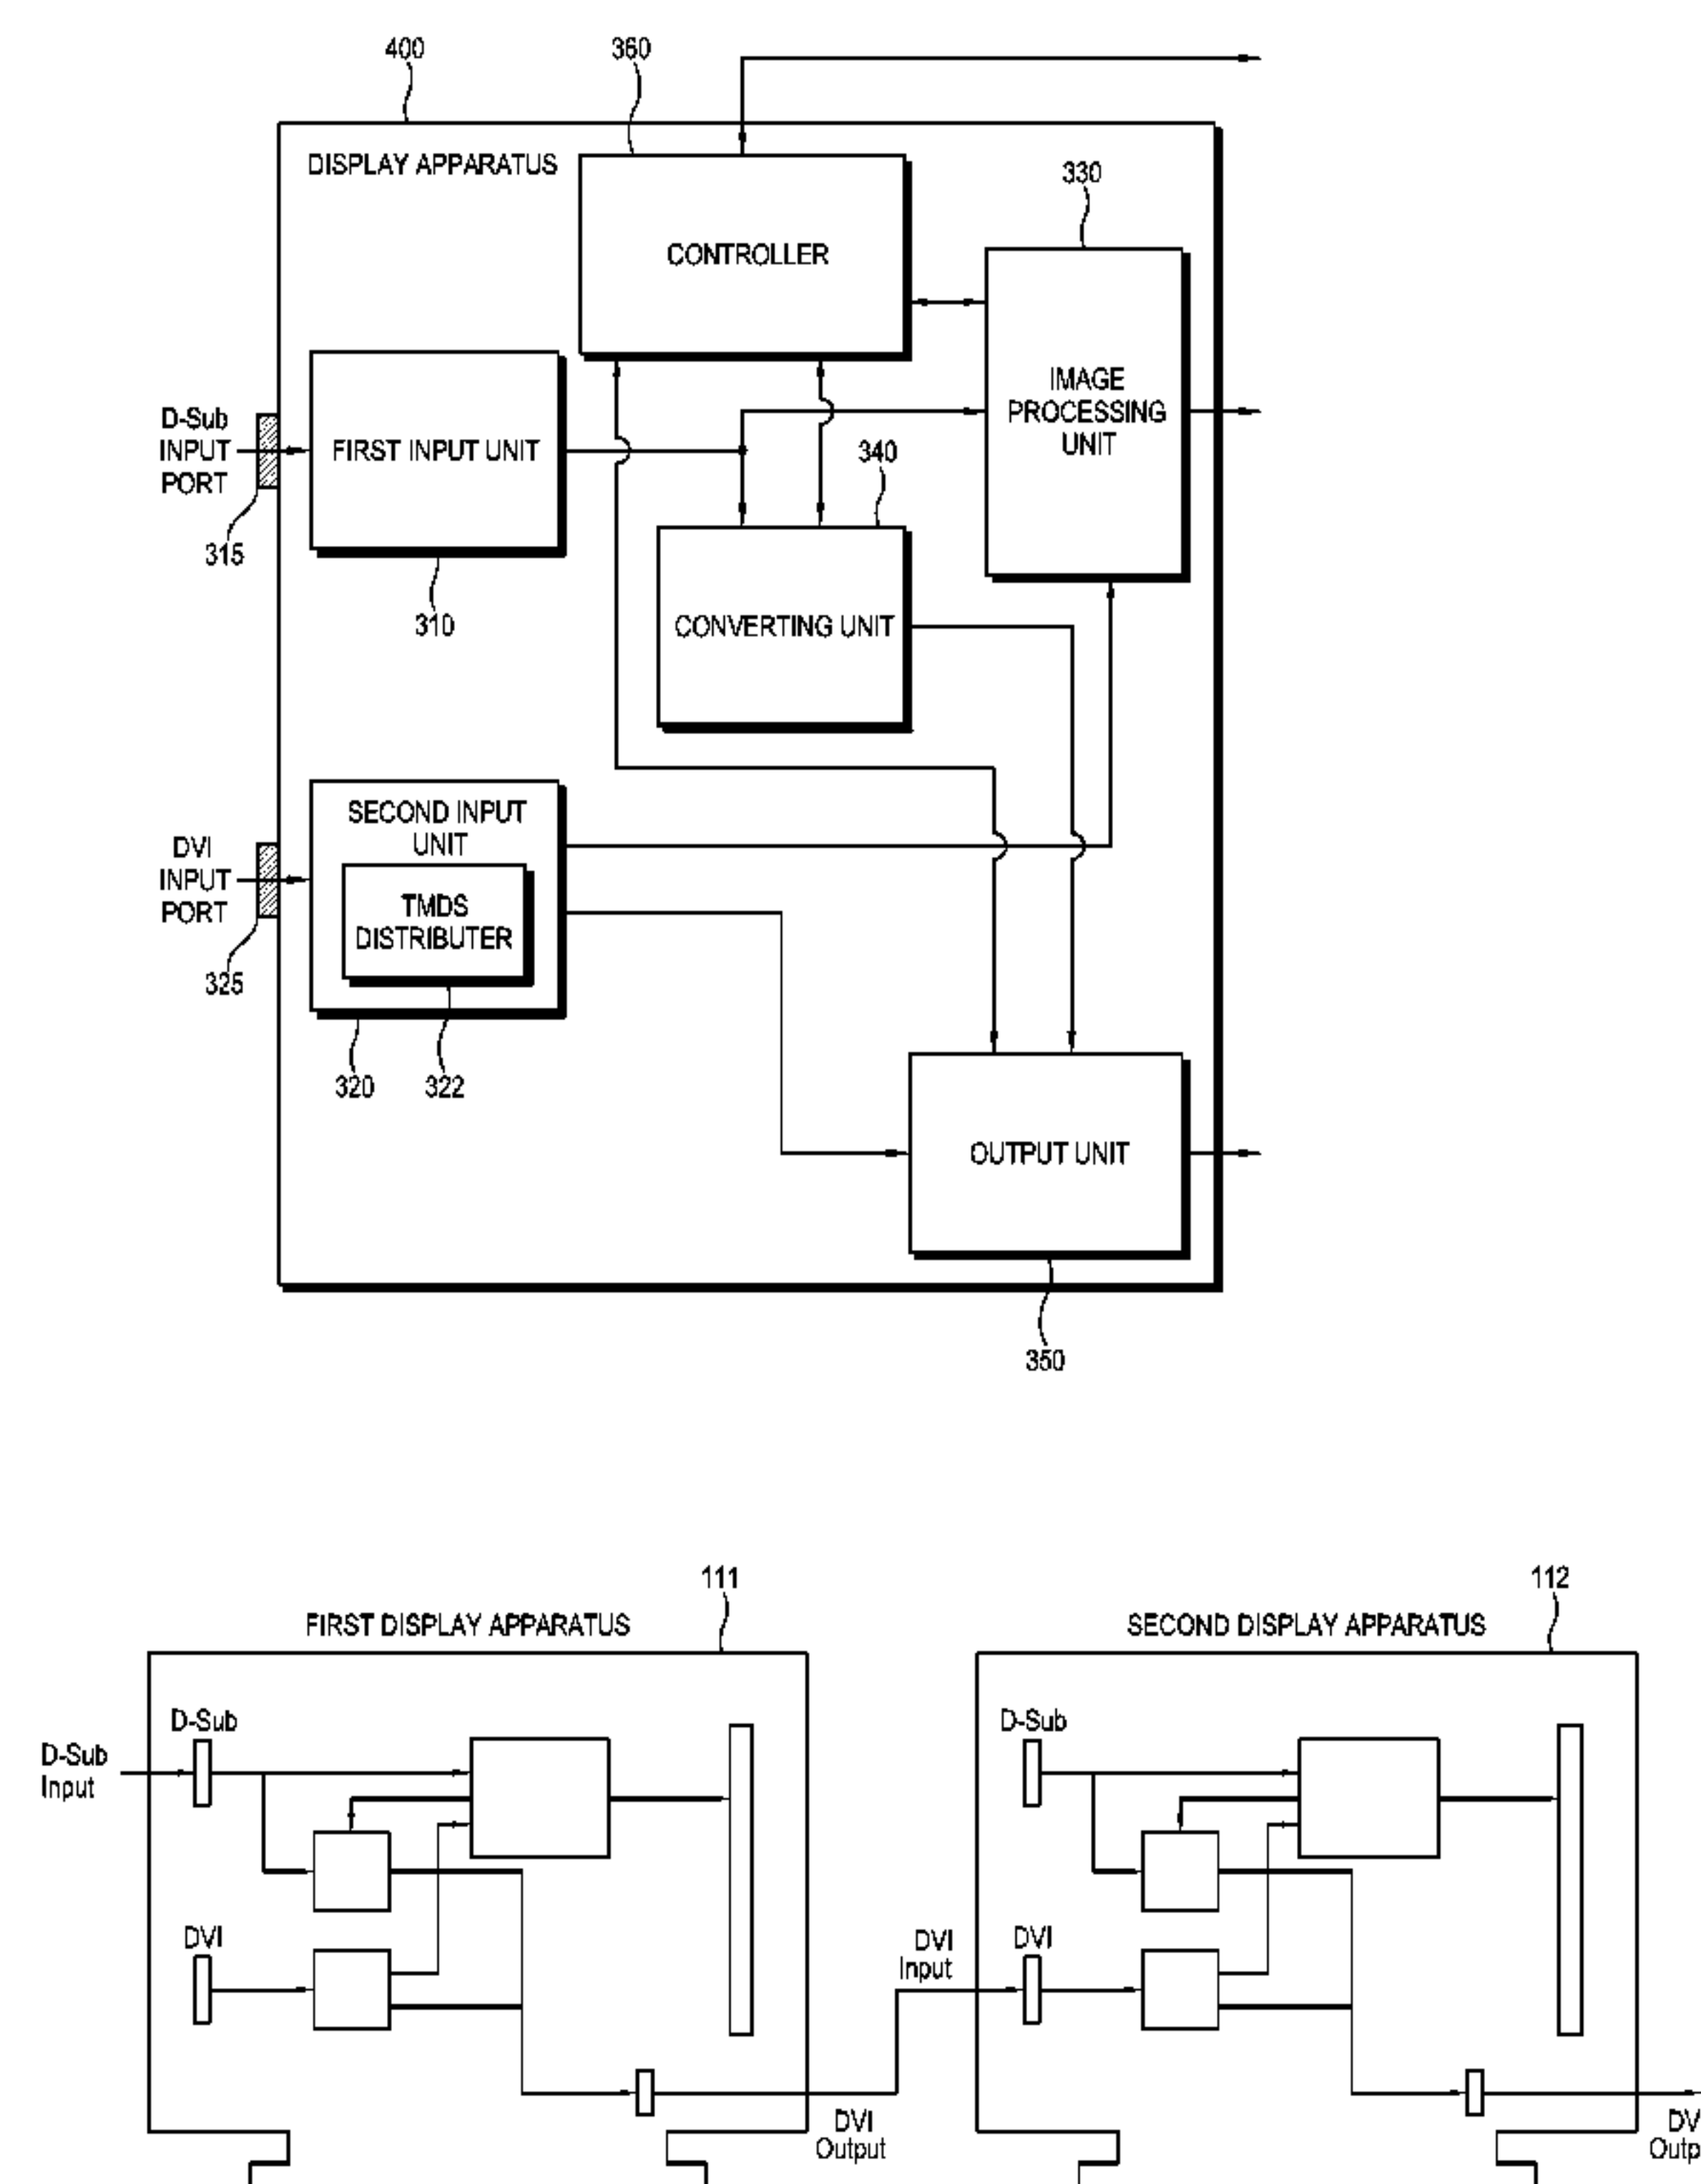 400
360
DISPLAY APPARATUS
330
CONTROLLER
IMAGE
PROCESSING
UNIT
D-Sub
INPUT
PORT
FIRST INPUT UNIT
340
315
310
CONVERTING UNIT
SECOND INPUT
UNIT
DVI
INPUT
PORT
TMDS
DISTRIBUTER
325
320
322
OUTPUT UNIT
350
111
112
FIRST DISPLAY APPARATUS
SECOND DISPLAY APPARATUS
D-Sub
D-Sub
D-Sub
Input
DVI
DVI
Input
DVI
DVI
Output
DV
Outp